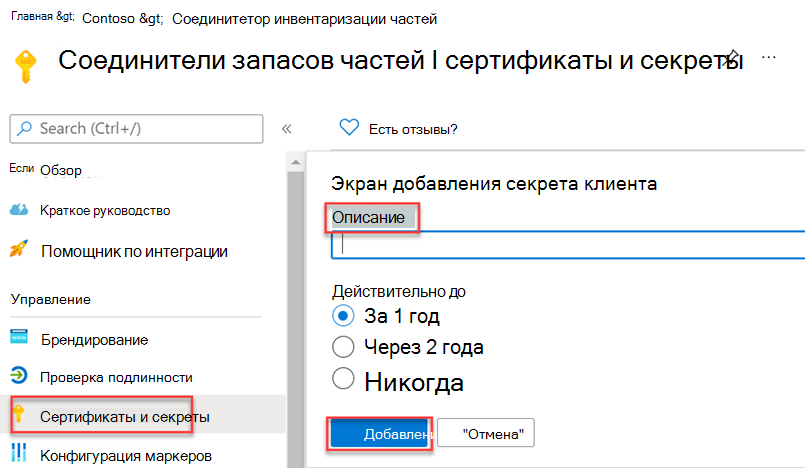 Главная &gt; Contoso &gt; Соединитетор инвентаризации частей
Соединители запасов частей I сертификаты и секреты
Search (Ctrl+/)
«
Есть отзывы?
Если Обзор
Краткое руководство
Помощник по интеграции
Управление
Брендирование
Проверка подлинности
Сертификаты и секреты
Конфигурация маркеров
Экран добавления секрета клиента
Описание
Действительно до
За 1 год
Через 2 года
Никогда
Добавлени
"Отмена"